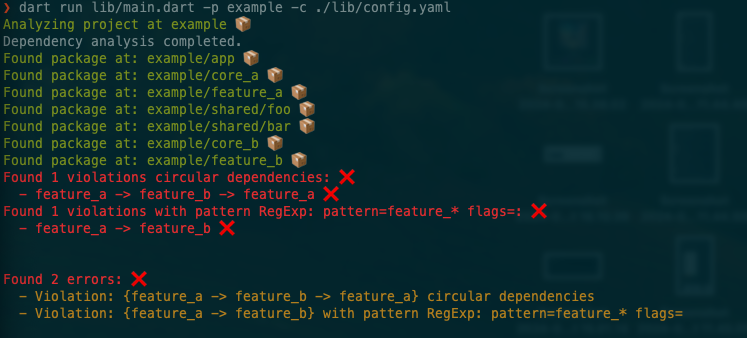 ❯ dart run lib/main.dart -p example -c ./lib/config.yaml
Analyzing project at example 📦
Dependency analysis completed.
Found package at: example/app 📦
Found package at: example/core_a 📦
Found package at: example/feature_a 📦
Found package at: example/shared/foo 📦
Found package at: example/shared/bar 📦
Found package at: example/core_b 📦
Found package at: example/feature_b 📦
Found 1 violations circular dependencies: ❌
- feature_a -> feature_b -> feature_a ❌
Found 1 violations with pattern RegExp: pattern=feature_* flags=: ❌
- feature_a -> feature_b ❌
Found 2 errors: ❌
- Violation: {feature_a -> feature_b -> feature_a} circular dependencies
- Violation: {feature_a -> feature_b} with pattern RegExp: pattern=feature_* flags=